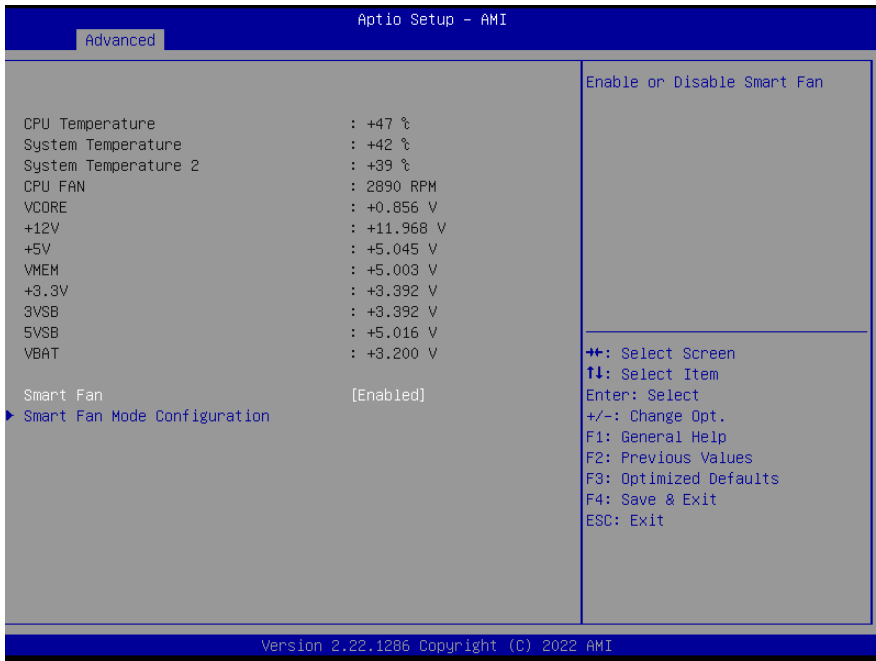 Aptio Setup – AMI
Advanced
CPU Temperature : +47 ℃
System Temperature : +42 ℃
System Temperature 2 : +39 ℃
CPU FAN : 2890 RPM
VCORE : +0.856 V
+12V : +11.968 V
+5V : +5.045 V
VMEM : +5.003 V
+3.3V : +3.392 V
3VSB : +3.392 V
5VSB : +5.016 V
VBAT : +3.200 V
Smart Fan [Enabled]
Smart Fan Mode Configuration
Enable or Disable Smart Fan
→←: Select Screen
↑↓: Select Item
Enter: Select
+/-: Change Opt.
F1: General Help
F2: Previous Values
F3: Optimized Defaults
F4: Save & Exit
ESC: Exit
Version 2.22.1286 Copyright (C) 2022 AMI